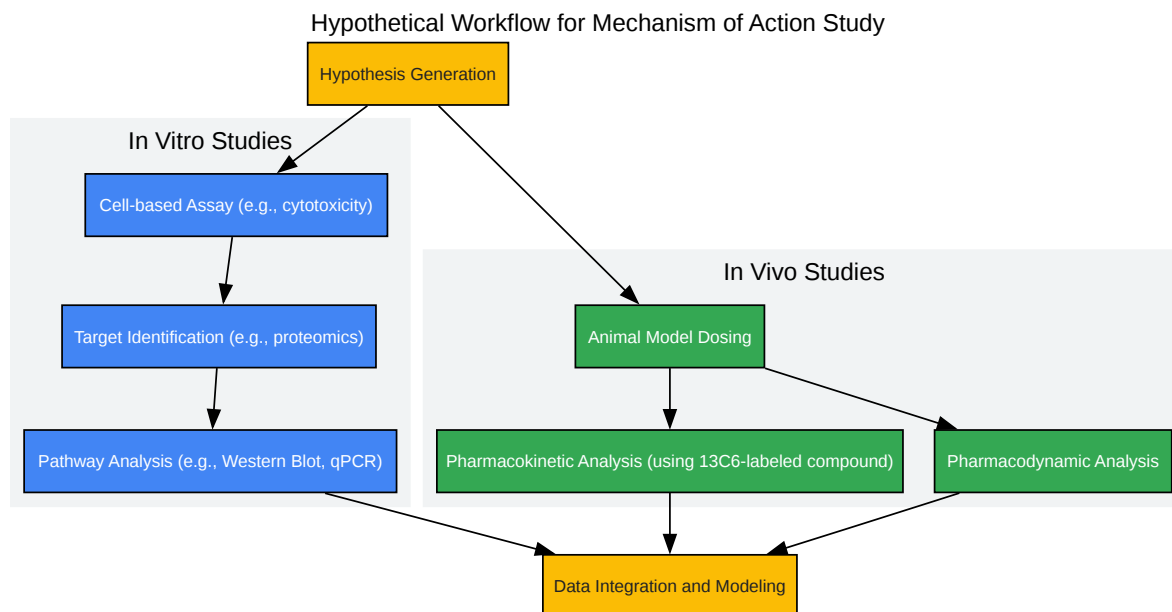 Hypothetical Workflow for Mechanism of Action Study
Hypothesis Generation
In Vitro Studies
Cell-based Assay (e.g., cytotoxicity)
Target Identification (e.g., proteomics)
Pathway Analysis (e.g., Western Blot, qPCR)
In Vivo Studies
Animal Model Dosing
Pharmacokinetic Analysis (using 13C6-labeled compound)
Pharmacodynamic Analysis
Data Integration and Modeling